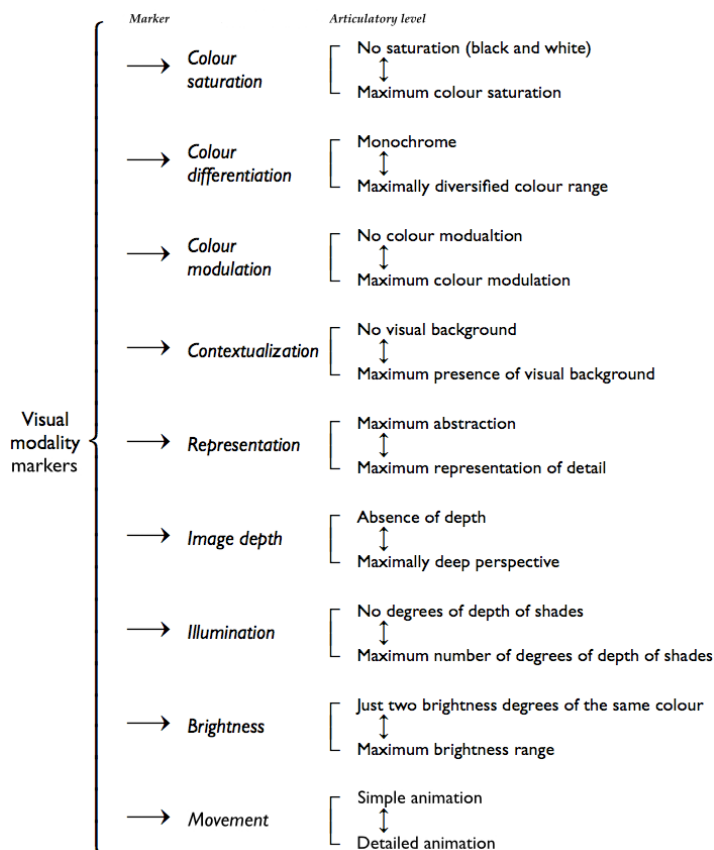 Marker Articulatory level
No saturation (black and white)
Colour
saturation
Maximum colour saturation
Monochrome
Colour
differentiation
Maximally diversified colour range
No colour modualtion
Colour
modulation
Maximum colour modulation
No visual background
Contextualization
Maximum presence of visual background
Visual
modality
markers
Maximum abstraction
Representation
Maximum representation of detail
Absence of depth
Image depth
Maximally deep perspective
No degrees of depth of shades
Illumination
Maximum number of degrees of depth of shades
Just two brightness degrees of the same colour
Brightness
Maximum brightness range
Simple animation
Movement
Detailed animation